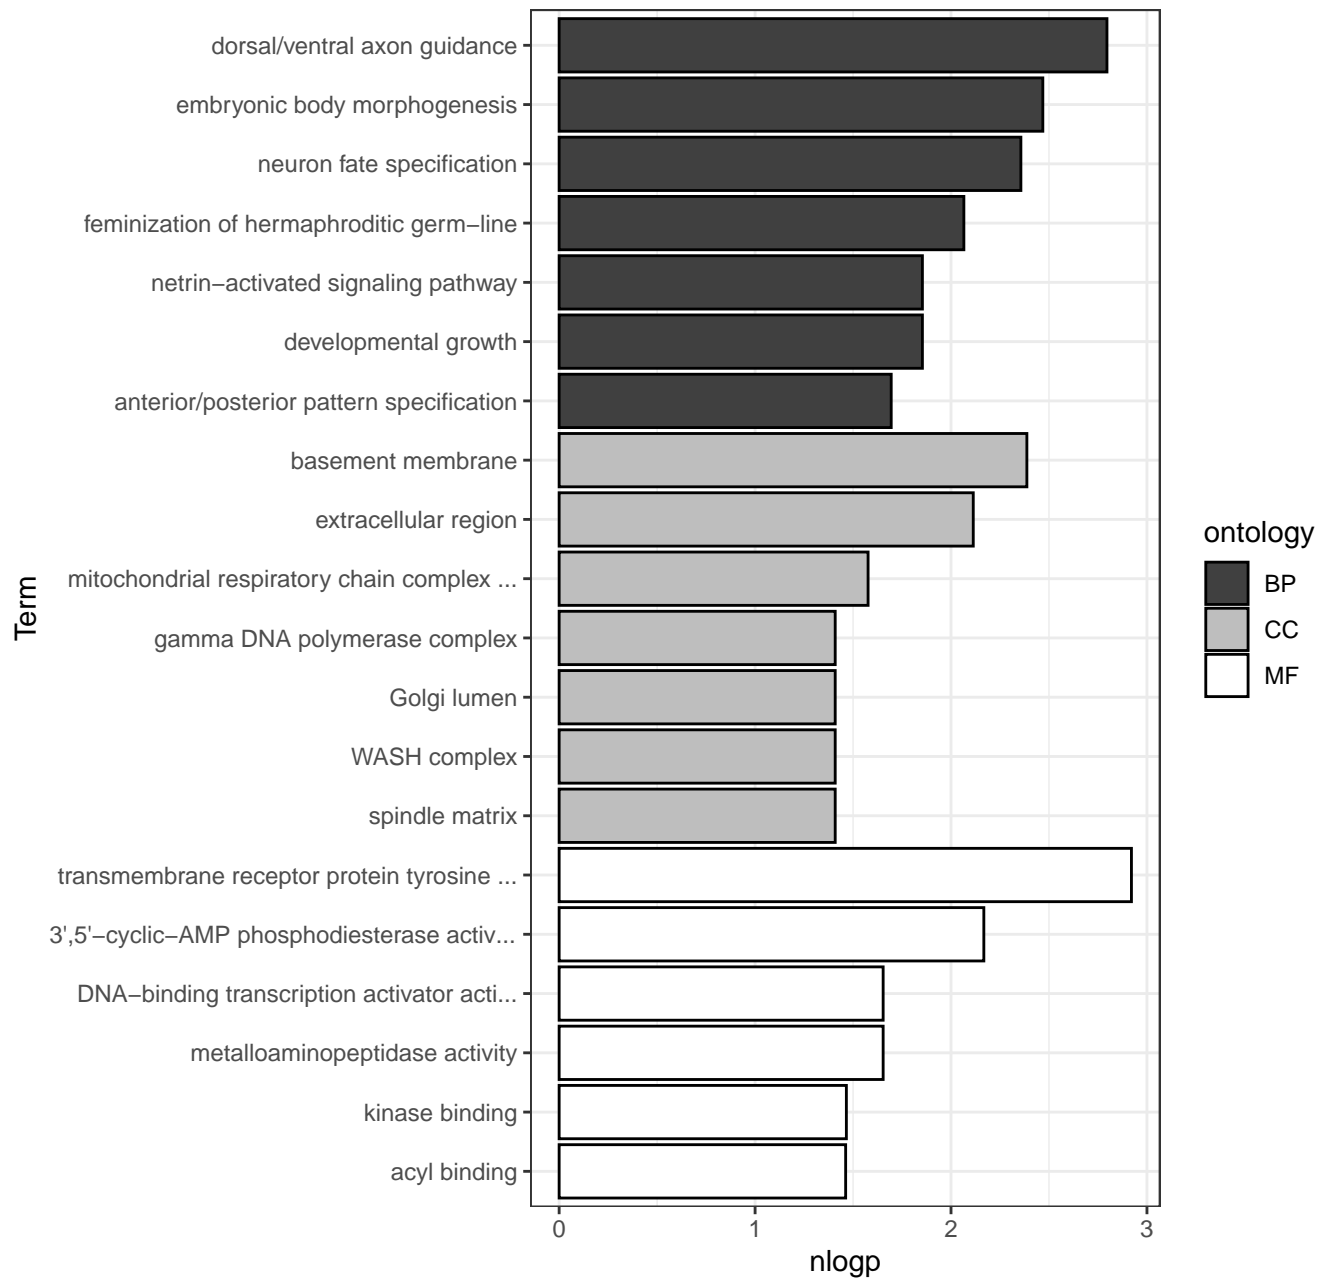 dorsal/ventral axon guidance
embryonic body morphogenesis
neuron fate specification
feminization of hermaphroditic germ−line
netrin−activated signaling pathway
developmental growth
anterior/posterior pattern specification
basement membrane
extracellular region
mitochondrial respiratory chain complex ...
gamma DNA polymerase complex
Golgi lumen
WASH complex
spindle matrix
transmembrane receptor protein tyrosine ...
3',5'−cyclic−AMP phosphodiesterase activ...
DNA−binding transcription activator acti...
metalloaminopeptidase activity
kinase binding
acyl binding
Term
0 1 2 3
nlogp
ontology
BP
CC
MF